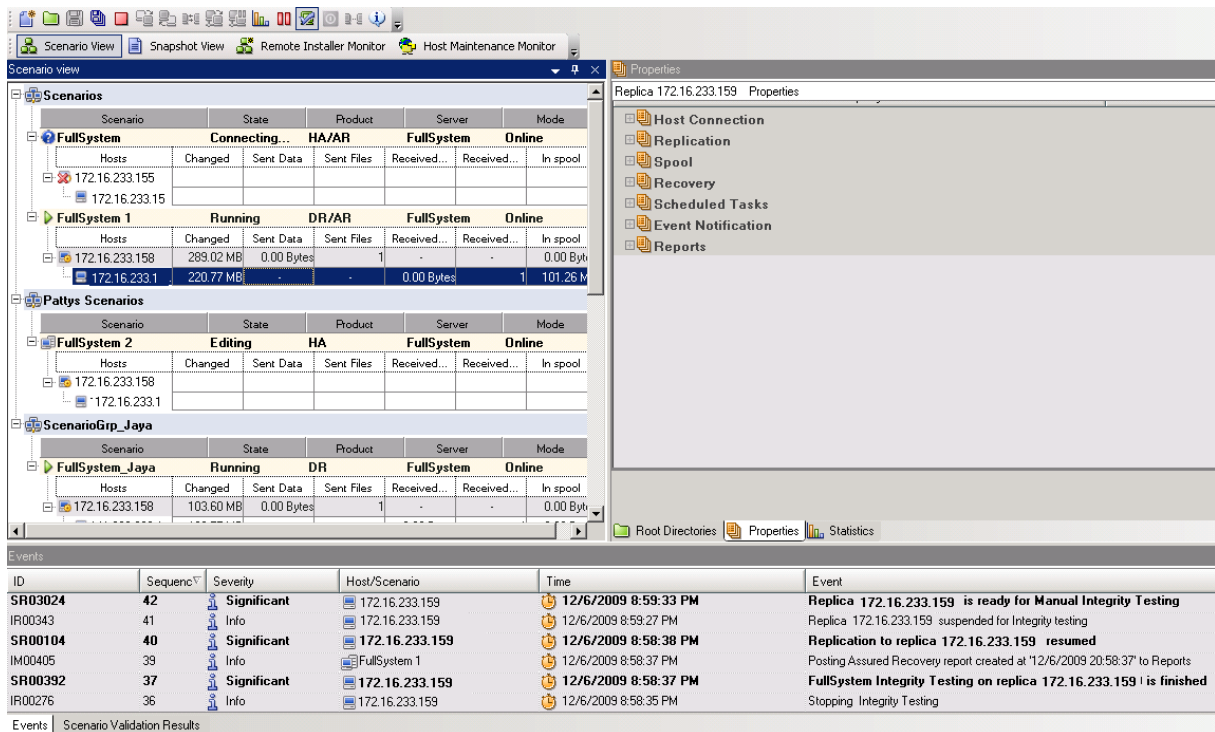 Scenario View Snapshot View Remote Installer Monitor Host Maintenance Monitor
Scenario view
Scenarios
Scenario State Product Server Mode
FullSystem Connecting... HA/AR FullSystem Online
Hosts Changed Sent Data Sent Files Received... Received... In spool
172.16.233.155
172.16.233.15
FullSystem 1 Running DR/AR FullSystem Online
Hosts Changed Sent Data Sent Files Received... Received... In spool
172.16.233.158 289.02 MB 0.00 Bytes 1 - - 0.00 Byt
172.16.233.1 220.77 MB - - 0.00 Bytes 1 101.26 M
Pattys Scenarios
Scenario State Product Server Mode
FullSystem 2 Editing HA FullSystem Online
Hosts Changed Sent Data Sent Files Received... Received... In spool
172.16.233.158
172.16.233.1
ScenarioGrp_Jaya
Scenario State Product Server Mode
FullSystem_Jaya Running DR FullSystem Online
Hosts Changed Sent Data Sent Files Received... Received... In spool
172.16.233.158 103.60 MB 0.00 Bytes 1 - - 0.00 Byt
Properties
Replica 172.16.233.159 Properties
Host Connection
Replication
Spool
Recovery
Scheduled Tasks
Event Notification
Reports
Root Directories Properties Statistics
Events
ID Sequenc Severity Host/Scenario Time Event
SR03024 42 Significant 172.16.233.159 12/6/2009 8:59:33 PM Replica 172.16.233.159 is ready for Manual Integrity Testing
IR00343 41 Info 172.16.233.159 12/6/2009 8:59:27 PM Replica 172.16.233.159 suspended for Integrity testing
SR00104 40 Significant 172.16.233.159 12/6/2009 8:58:38 PM Replication to replica 172.16.233.159 resumed
IM00405 39 Info FullSystem 1 12/6/2009 8:58:37 PM Posting Assured Recovery report created at '12/6/2009 20:58:37' to Reports
SR00392 37 Significant 172.16.233.159 12/6/2009 8:58:37 PM FullSystem Integrity Testing on replica 172.16.233.159 is finished
IR00276 36 Info 172.16.233.159 12/6/2009 8:58:35 PM Stopping Integrity Testing
Events Scenario Validation Results